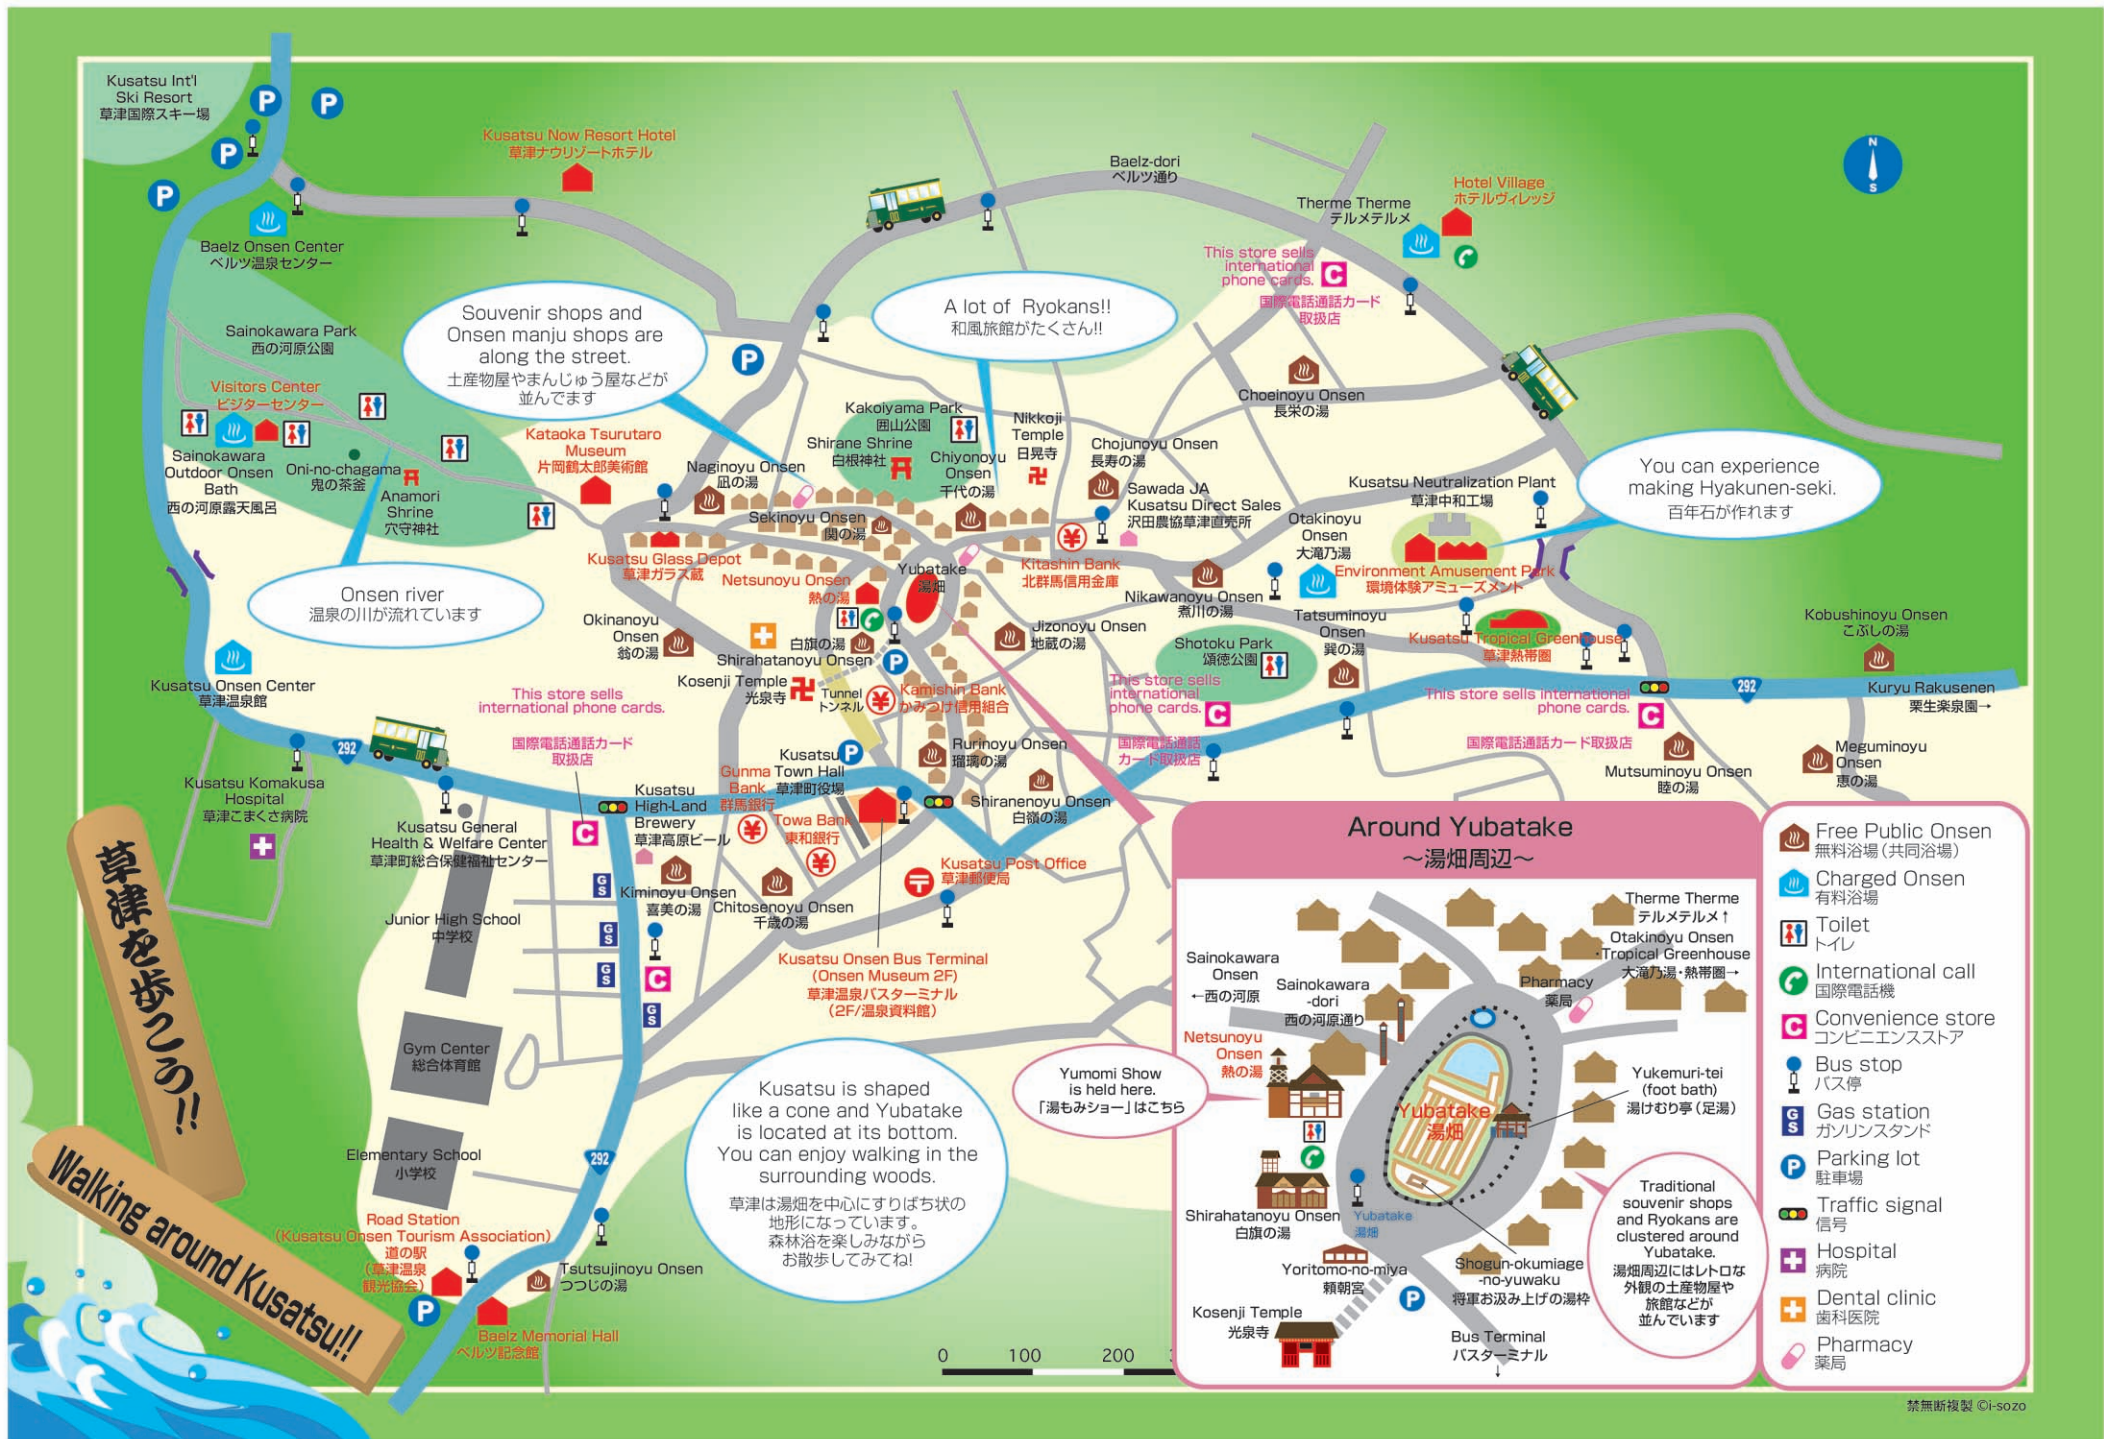 Kusatsu Int'l
Ski Resort
草津国際スキー場
P
P
P
P
Kusatsu Now Resort Hotel
草津ナウリゾートホテル
Baelz-dori
ベルツ通り
Hotel Village
ホテルヴィレッジ
Therme Therme
テルメテルメ
N
S
Baelz Onsen Center
ベルツ温泉センター
This store sells
international
phone cards.
国際電話通話カード
取扱店
C
Souvenir shops and
Onsen manju shops are
along the street.
土産物屋やまんじゅう屋などが
並んでます
A lot of Ryokans!!
和風旅館がたくさん!!
P
Sainokawara Park
西の河原公園
Visitors Center
ビジターセンター
Sainokawara
Outdoor Onsen
Bath
西の河原露天風呂
Oni-no-chagama
鬼の茶釜
Anamori
Shrine
穴守神社
Kataoka Tsurutaro
Museum
片岡鶴太郎美術館
Naginoyu Onsen
凪の湯
Kakoiyama Park
囲山公園
Shirane Shrine
白根神社
Chiyonoyu
Onsen
千代の湯
Nikkoji
Temple
日晃寺
Chojunoyu Onsen
長寿の湯
Choeinoyu Onsen
長栄の湯
Sawada JA
Kusatsu Direct Sales
沢田農協草津直売所
Kusatsu Neutralization Plant
草津中和工場
You can experience
making Hyakunen-seki.
百年石が作れます
Sekinoyu Onsen
関の湯
Otakinoyu
Onsen
大滝乃湯
Kusatsu Glass Depot
草津ガラス蔵
Netsunoyu Onsen
熱の湯
Yubatake
湯畑
Kitashin Bank
北群馬信用金庫
Nikawanoyu Onsen
煮川の湯
Environment Amusement Park
環境体験アミューズメント
Onsen river
温泉の川が流れています
Okinanoyu
Onsen
翁の湯
白旗の湯
Shirahatanoyu Onsen
P
Jizonoyu Onsen
地蔵の湯
Tatsuminoyu
Onsen
巽の湯
Shotoku Park
頌徳公園
Kusatsu Tropical Greenhouse
草津熱帯圏
Kobushinoyu Onsen
こぶしの湯
Kusatsu Onsen Center
草津温泉館
Kosenji Temple
光泉寺
Tunnel
トンネル
Kamishin Bank
かみつけ信用組合
This store sells
international phone cards.
国際電話通話カード
取扱店
This store sells
international
phone cards.
国際電話通話
カード取扱店
C
This store sells international
phone cards.
国際電話通話カード取扱店
C
292
Kuryu Rakusenen
栗生楽泉園→
292
Kusatsu Komakusa
Hospital
草津こまくさ病院
Kusatsu General
Health & Welfare Center
草津町総合保健福祉センター
C
Kusatsu
High-Land
Brewery
草津高原ビール
Gunma
Bank
群馬銀行
Kusatsu
Town Hall
草津町役場
P
Towa Bank
東和銀行
Rurinoyu Onsen
瑠璃の湯
Shiranenoyu Onsen
白嶺の湯
Mutsuminoyu Onsen
睦の湯
Meguminoyu
Onsen
恵の湯
Kusatsu Post Office
草津郵便局
Kiminoyu Onsen
喜美の湯
Chitosenoyu Onsen
千歳の湯
Kusatsu Onsen Bus Terminal
(Onsen Museum 2F)
草津温泉バスターミナル
(2F/温泉資料館)
GS
GS
GS
GS
C
Junior High School
中学校
Gym Center
総合体育館
Elementary School
小学校
292
Road Station
(Kusatsu Onsen Tourism Association)
道の駅
(草津温泉
観光協会)
P
Tsutsujinoyu Onsen
つつじの湯
Baelz Memorial Hall
ベルツ記念館
草津を歩こう!!
Walking around Kusatsu!!
Kusatsu is shaped
like a cone and Yubatake
is located at its bottom.
You can enjoy walking in the
surrounding woods.
草津は湯畑を中心にすりばち状の
地形になっています。
森林浴を楽しみながら
お散歩してみてね!
0 100 200
Around Yubatake
～湯畑周辺～
Therme Therme
テルメテルメ↑
Otakinoyu Onsen
・Tropical Greenhouse
大滝乃湯・熱帯圏→
Sainokawara
Onsen
←西の河原
Sainokawara
-dori
西の河原通り
Pharmacy
薬局
Netsunoyu
Onsen
熱の湯
Yumomi Show
is held here.
「湯もみショー」はこちら
Yubatake
湯畑
Yukemuri-tei
(foot bath)
湯けむり亭(足湯)
Shirahatanoyu Onsen
白旗の湯
Yubatake
湯畑
Yoritomo-no-miya
頼朝宮
Shogun-okumiage
-no-yuwaku
将軍お汲み上げの湯枠
P
Kosenji Temple
光泉寺
Bus Terminal
バスターミナル
↓
Traditional
souvenir shops
and Ryokans are
clustered around
Yubatake.
湯畑周辺にはレトロな
外観の土産物屋や
旅館などが
並んでいます
Free Public Onsen
無料浴場(共同浴場)
Charged Onsen
有料浴場
Toilet
トイレ
International call
国際電話機
C Convenience store
コンビニエンスストア
Bus stop
バス停
GS Gas station
ガソリンスタンド
P Parking lot
駐車場
Traffic signal
信号
Hospital
病院
Dental clinic
歯科医院
Pharmacy
薬局
禁無断複製 ©i-sozo